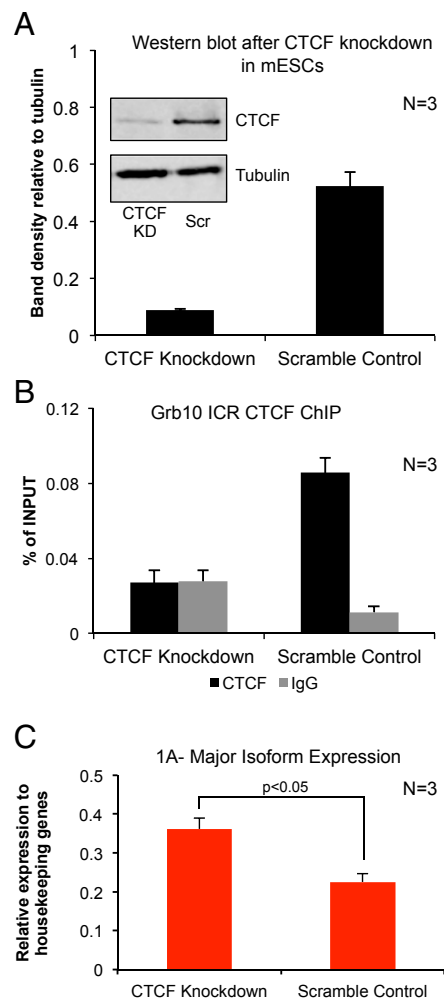 A
Western blot after CTCF knockdown
in mESCs
N=3
Band density relative to tubulin
1
0.8
0.6
0.4
0.2
0
CTCF
Tubulin
CTCF
KD
Scr
CTCF Knockdown
Scramble Control
B
Grb10 ICR CTCF ChIP
N=3
% of INPUT
0.12
0.08
0.04
0
CTCF Knockdown
Scramble Control
CTCF
IgG
C
1A- Major Isoform Expression
N=3
p<0.05
Relative expression to
housekeeping genes
0.5
0.4
0.3
0.2
0.1
0
CTCF Knockdown
Scramble Control